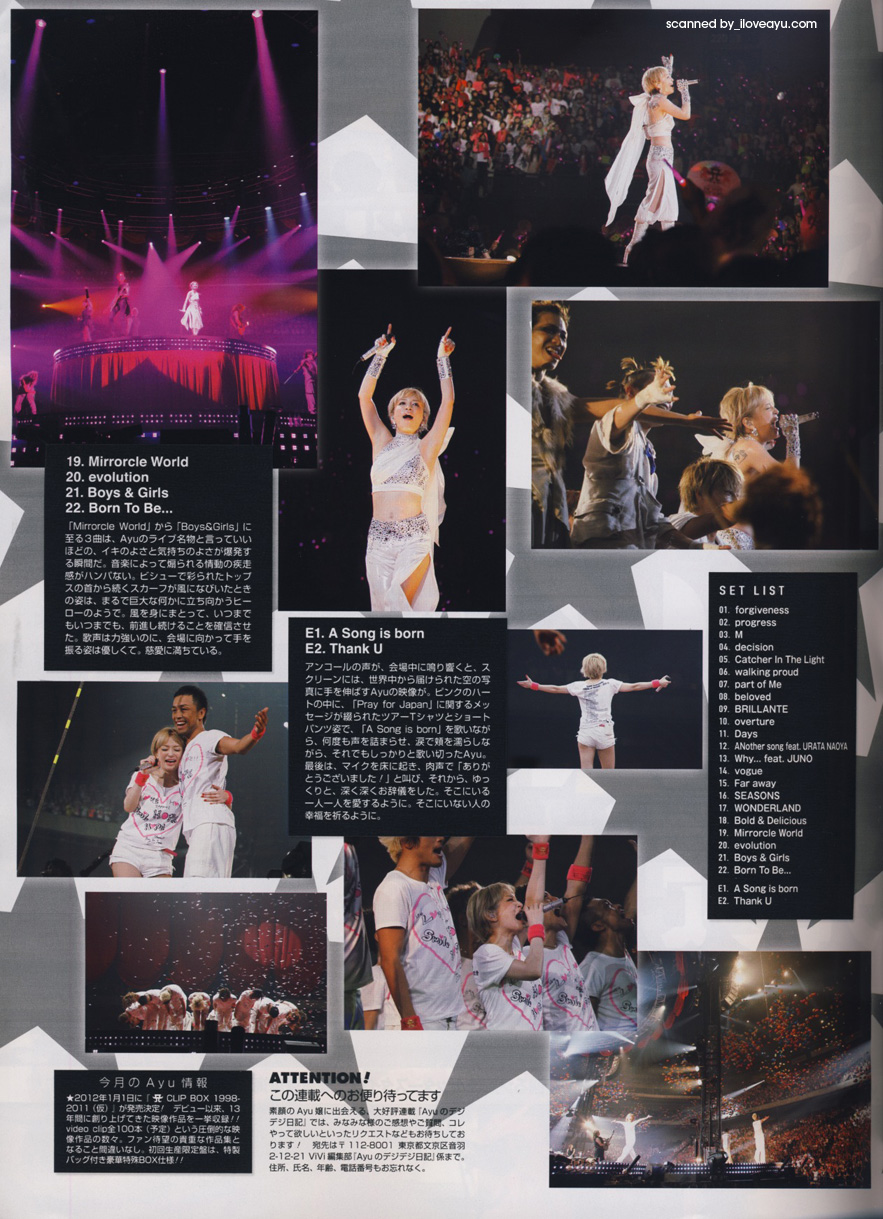 scanned by_iloveayu.com
19. Mirrorcle World
20. evolution
21. Boys & Girls
22. Born To Be...
「Mirrorcle World」から「Boys&Girls」に
至る3曲は、Ayuのライブ名物と言っていい
ほどの、イキのよさと気持ちのよさが爆発す
る瞬間だ。音楽によって煽られる情動の疾走
感がハンパない。ビシューで彩られたトップ
スの首から続くスカーフが風になびいたとき
の姿は、まるで巨大な何かに立ち向かうヒー
ローのようで。風を身にまとって、いつまで
もいつまでも、前進し続けることを確信させ
た。歌声は力強いのに、会場に向かって手を
振る姿は優しくて。慈愛に満ちている。
E1. A Song is born
E2. Thank U
アンコールの声が、会場中に鳴り響くと、ス
クリーンには、世界中から届けられた空の写
真に手を伸ばすAyuの映像が。ピンクのハー
トの中に、「Pray for Japan」に関するメッ
セージが綴られたツアーTシャツとショート
パンツ姿で、「A Song is born」を歌いなが
ら、何度も声を詰まらせ、涙で頬を濡らしな
がら、それでもしっかりと歌い切ったAyu。
最後は、マイクを床に起き、肉声で「ありが
とうございました！」と叫び、それから、ゆっ
くりと、深く深くお辞儀をした。そこにいる
一人一人を愛するように。そこにいない人の
幸福を祈るように。
SET LIST
01. forgiveness
02. progress
03. M
04. decision
05. Catcher In The Light
06. walking proud
07. part of Me
08. beloved
09. BRILLANTE
10. overture
11. Days
12. ANother song feat. URATA NAOYA
13. Why... feat. JUNO
14. vogue
15. Far away
16. SEASONS
17. WONDERLAND
18. Bold & Delicious
19. Mirrorcle World
20. evolution
21. Boys & Girls
22. Born To Be...
E1. A Song is born
E2. Thank U
今月の Ayu 情報
★2012年1月1日に「 CLIP BOX 1998-
2011（仮）」が発売決定！ デビュー以来、13
年間に創り上げてきた映像作品を一挙収録!!
video clip全100本（予定）という圧倒的な映
像作品の数々。ファン待望の貴重な作品集と
なること間違いなし。初回生産限定盤は、特製
バッグ付き豪華特殊BOX仕様!!
ATTENTION!
この連載へのお便り待ってます
素顔のAyu嬢に出会える、大好評連載『Ayuのデジ
デジ日記』では、みなみな様のご感想やご質問、コレ
やって欲しいといったリクエストなどもお待ちしてお
ります！ 宛先は〒112-8001 東京都文京区音羽
2-12-21 ViVi 編集部『Ayuのデジデジ日記』係まで。
住所、氏名、年齢、電話番号もお忘れなく。